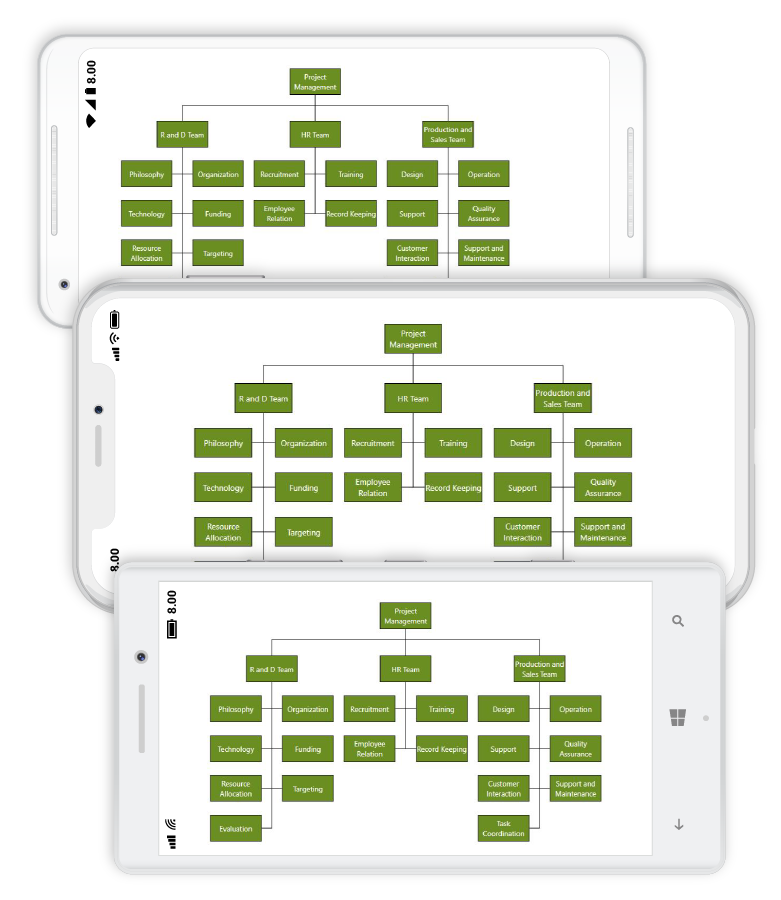 8.00
Project
Management
R and D Team
HR Team
Production and
Sales Team
Philosophy
Organization
Recruitment
Training
Design
Operation
Technology
Funding
Employee
Relation
Record Keeping
Support
Quality
Assurance
Resource
Allocation
Targeting
Customer
Interaction
Support and
Maintenance
Project
Management
R and D Team
HR Team
Production and
Sales Team
Philosophy
Organization
Recruitment
Training
Design
Operation
Technology
Funding
Employee
Relation
Record Keeping
Support
Quality
Assurance
Resource
Allocation
Targeting
Customer
Interaction
Support and
Maintenance
8.00
8.00
Project
Management
R and D Team
HR Team
Production and
Sales Team
Philosophy
Organization
Recruitment
Training
Design
Operation
Technology
Funding
Employee
Relation
Record Keeping
Support
Quality
Assurance
Resource
Allocation
Targeting
Customer
Interaction
Support and
Maintenance
Evaluation
Task
Coordination